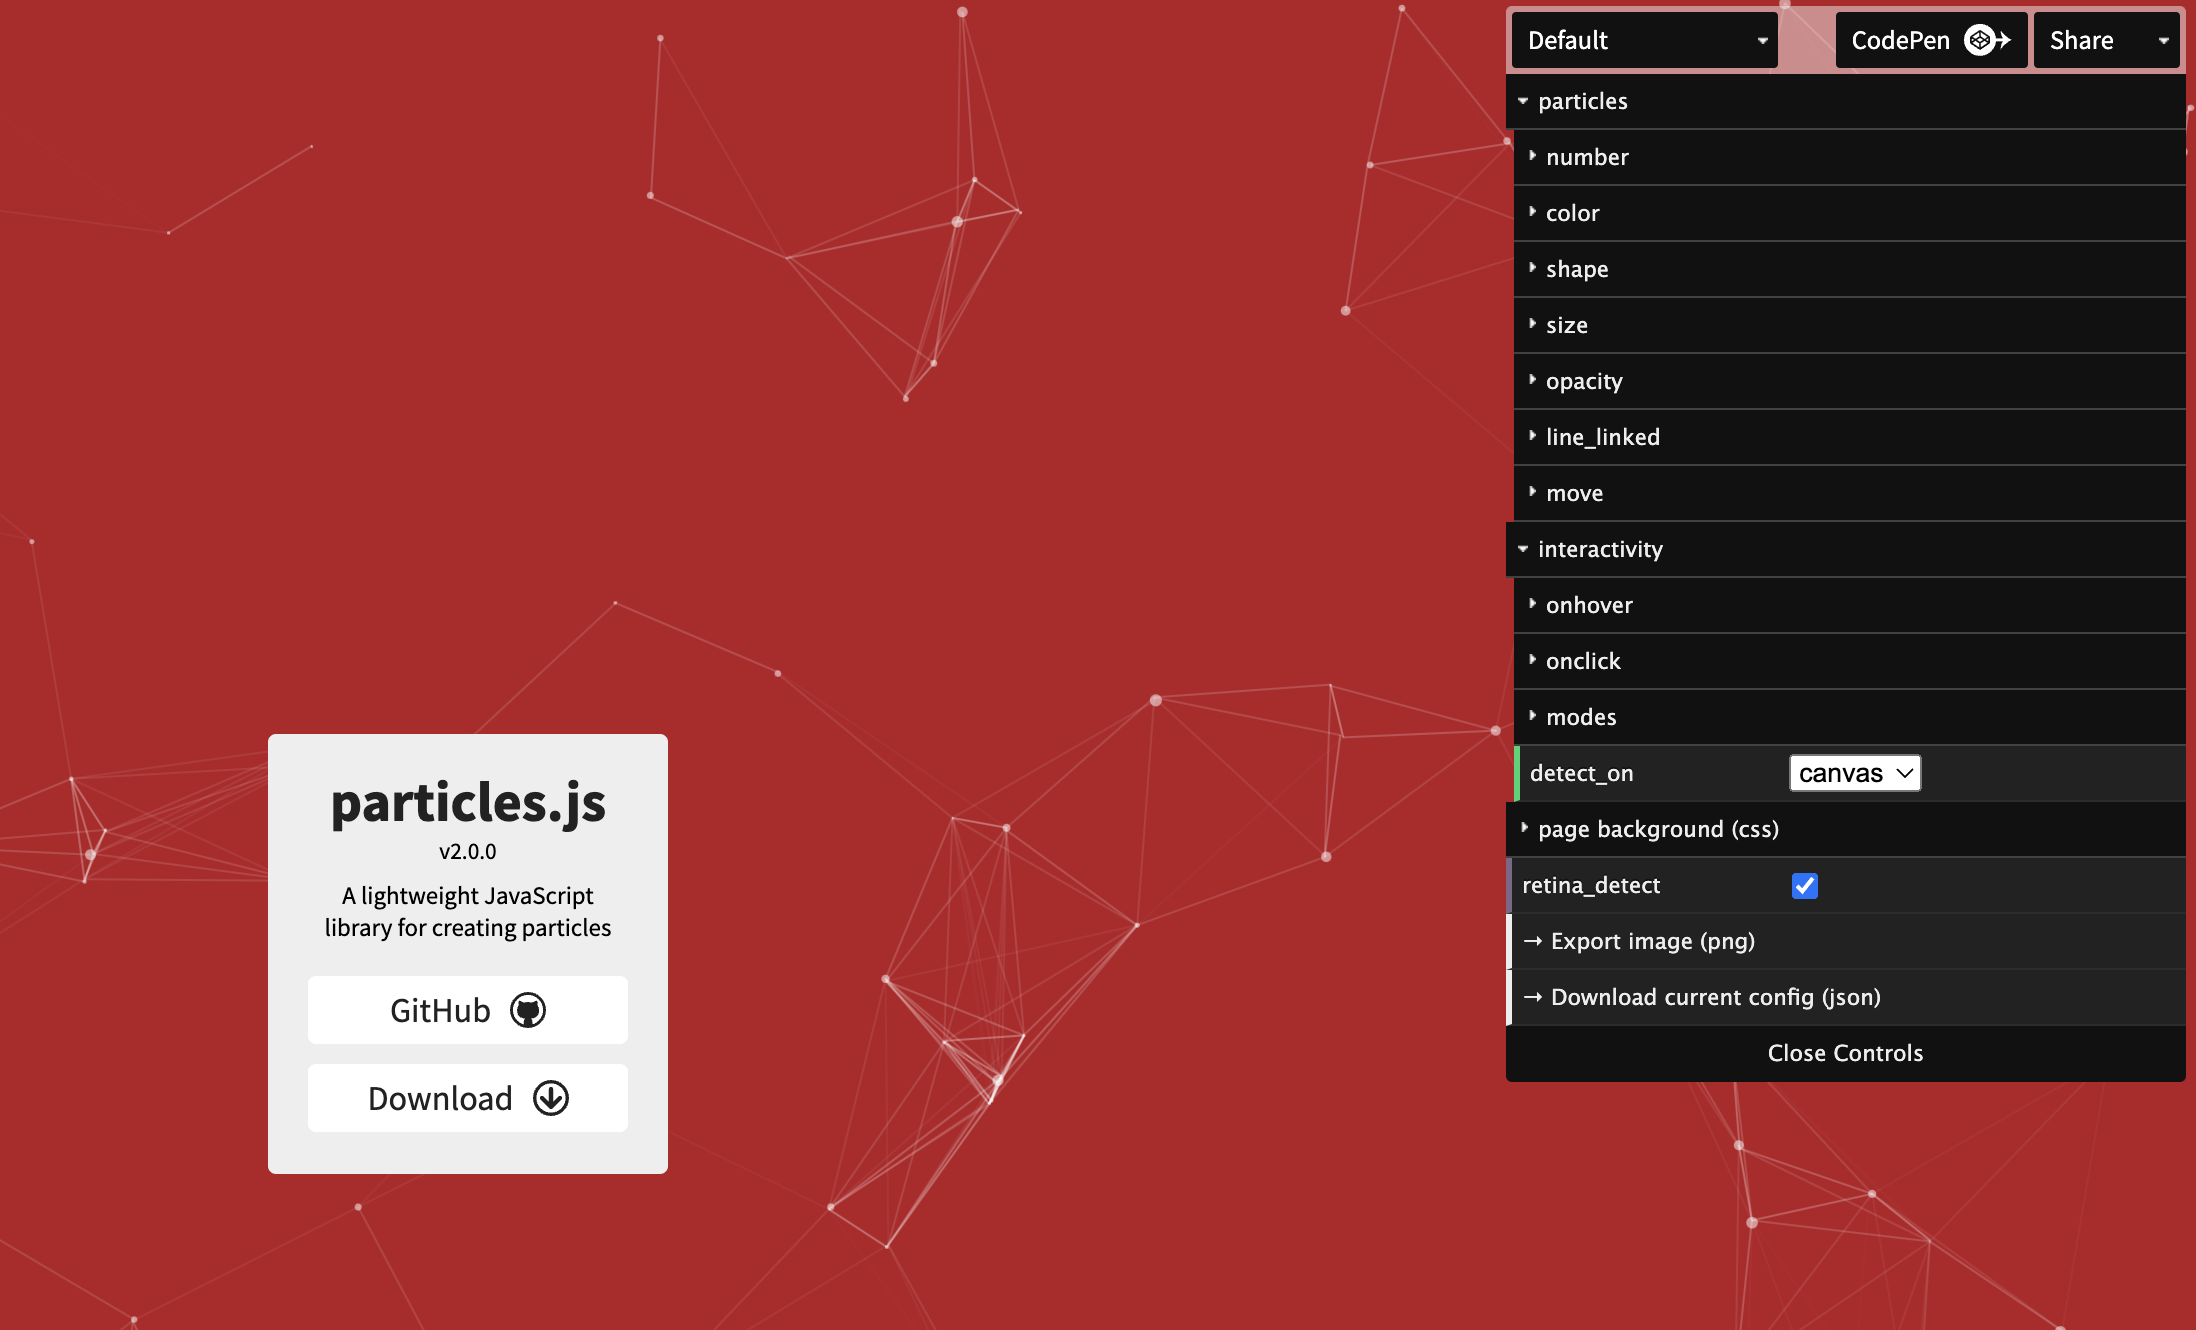 Default
CodePen
Share
particles
number
color
shape
size
opacity
line_linked
move
interactivity
onhover
onclick
modes
detect_on canvas
page background (css)
retina_detect
→ Export image (png)
→ Download current config (json)
Close Controls
particles.js
v2.0.0
A lightweight JavaScript
library for creating particles
GitHub
Download